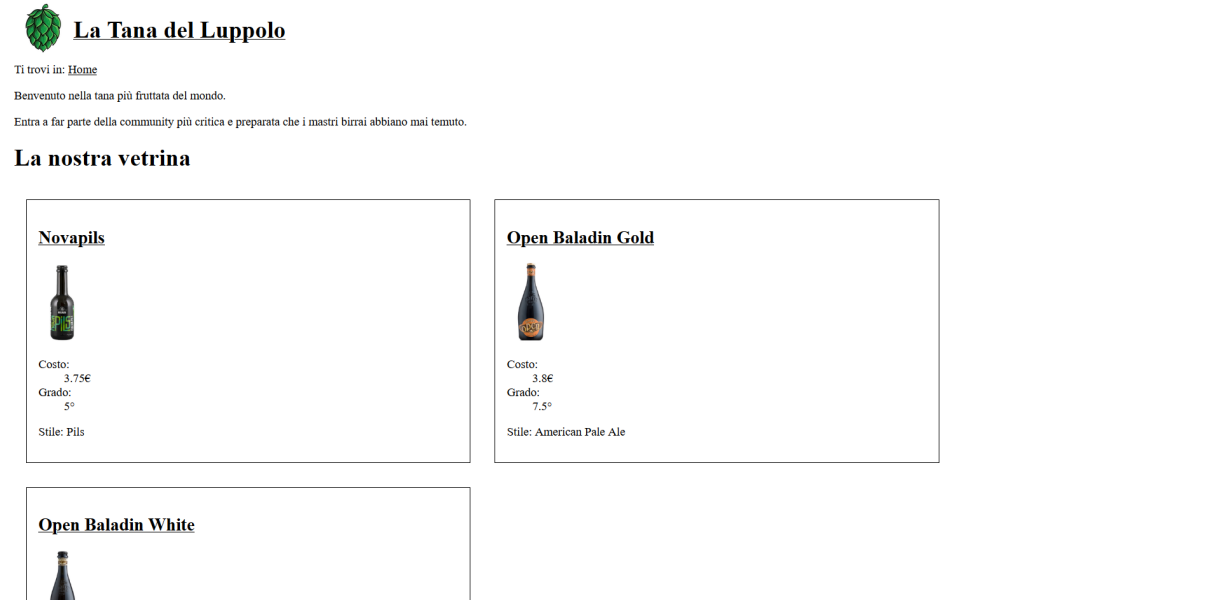 La Tana del Luppolo
Ti trovi in: Home
Benvenuto nella tana più fruttata del mondo.
Entra a far parte della community più critica e preparata che i mastri birrai abbiano mai temuto.
La nostra vetrina
Novapils
PILS
Costo:
3.75€
Grado:
5°
Stile: Pils
Open Baladin Gold
Costo:
3.8€
Grado:
7.5°
Stile: American Pale Ale
Open Baladin White